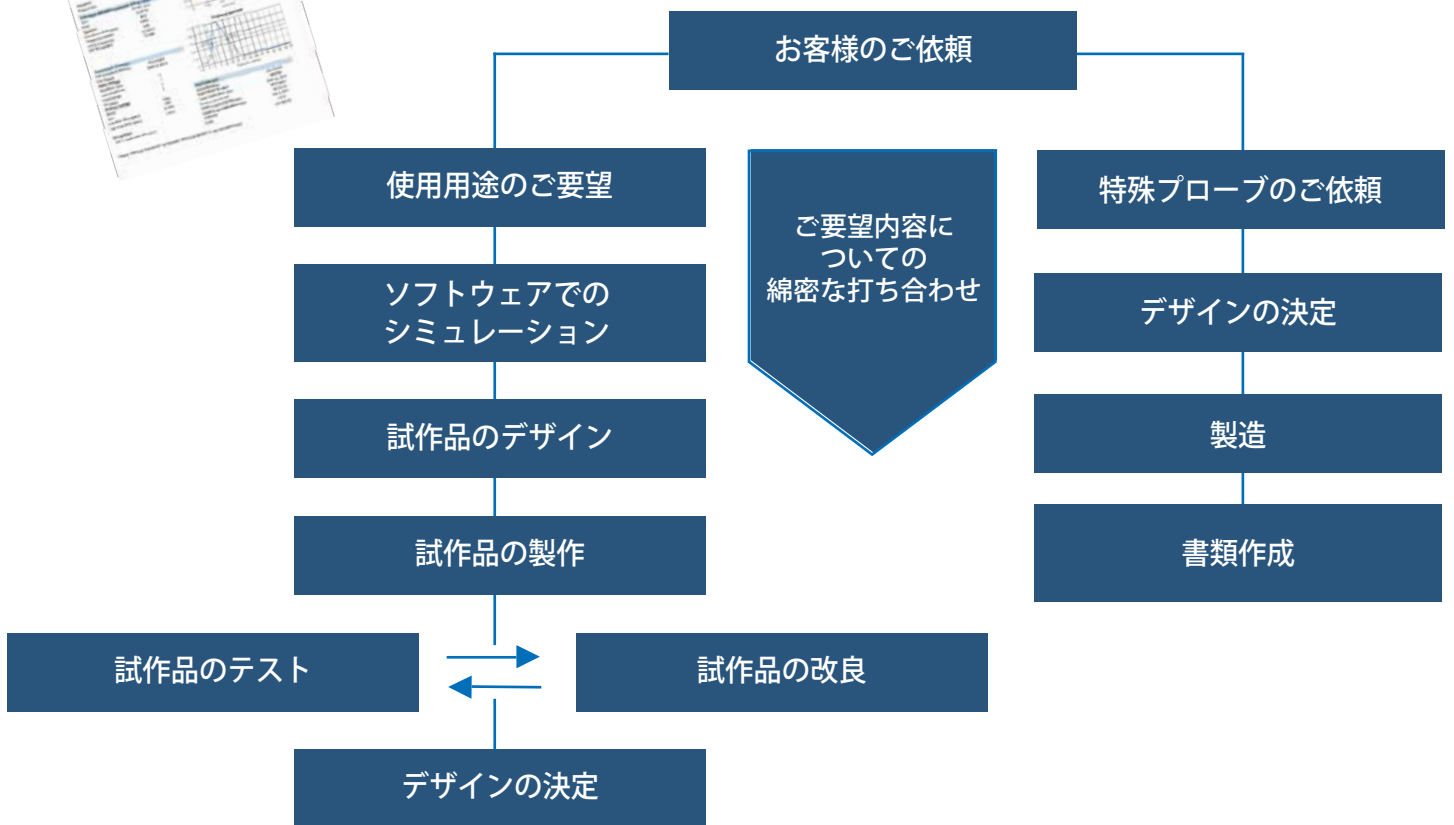 お客様のご依頼
使用用途のご要望
ソフトウェアでの
シミュレーション
試作品のデザイン
試作品の製作
試作品のテスト
試作品の改良
デザインの決定
ご要望内容に
ついての
綿密な打ち合わせ
特殊プローブのご依頼
デザインの決定
製造
書類作成